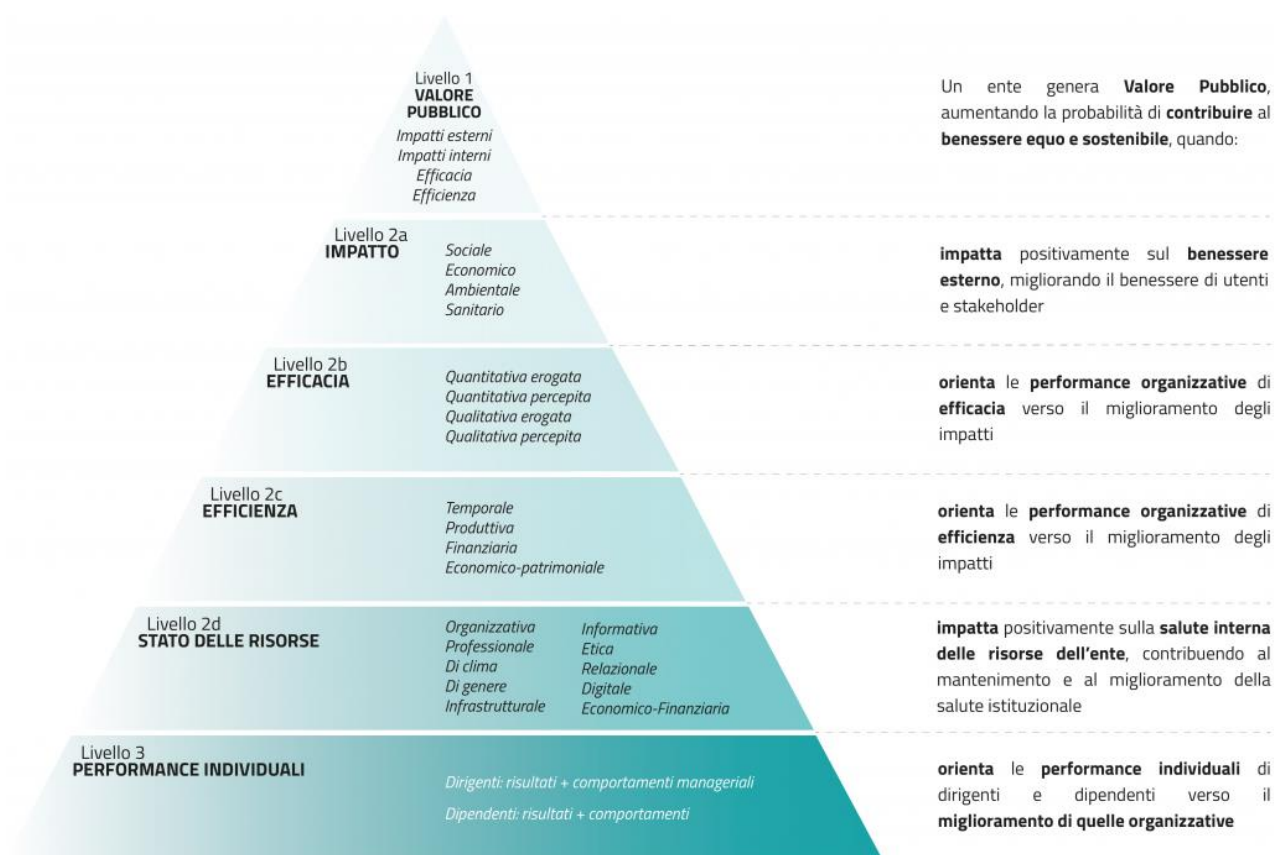 Livello 1
VALORE
PUBBLICO
Impatti esterni
Impatti interni
Efficacia
Efficienza
Un ente genera Valore Pubblico,
aumentando la probabilità di contribuire al
benessere equo e sostenibile, quando:
Livello 2a
IMPATTO
Sociale
Economico
Ambientale
Sanitario
impatta positivamente sul benessere
esterno, migliorando il benessere di utenti
e stakeholder
Livello 2b
EFFICACIA
Quantitativa erogata
Quantitativa percepita
Qualitativa erogata
Qualitativa percepita
orienta le performance organizzative di
efficacia verso il miglioramento degli
impatti
Livello 2c
EFFICIENZA
Temporale
Produttiva
Finanziaria
Economico-patrimoniale
orienta le performance organizzative di
efficienza verso il miglioramento degli
impatti
Livello 2d
STATO DELLE RISORSE
Organizzativa
Professionale
Di clima
Di genere
Infrastrutturale
Informativa
Etica
Relazionale
Digitale
Economico-Finanziaria
impatta positivamente sulla salute interna
delle risorse dell'ente, contribuendo al
mantenimento e al miglioramento della
salute istituzionale
Livello 3
PERFORMANCE INDIVIDUALI
Dirigenti: risultati + comportamenti manageriali
Dipendenti: risultati + comportamenti
orienta le performance individuali di
dirigenti e dipendenti verso il
miglioramento di quelle organizzative